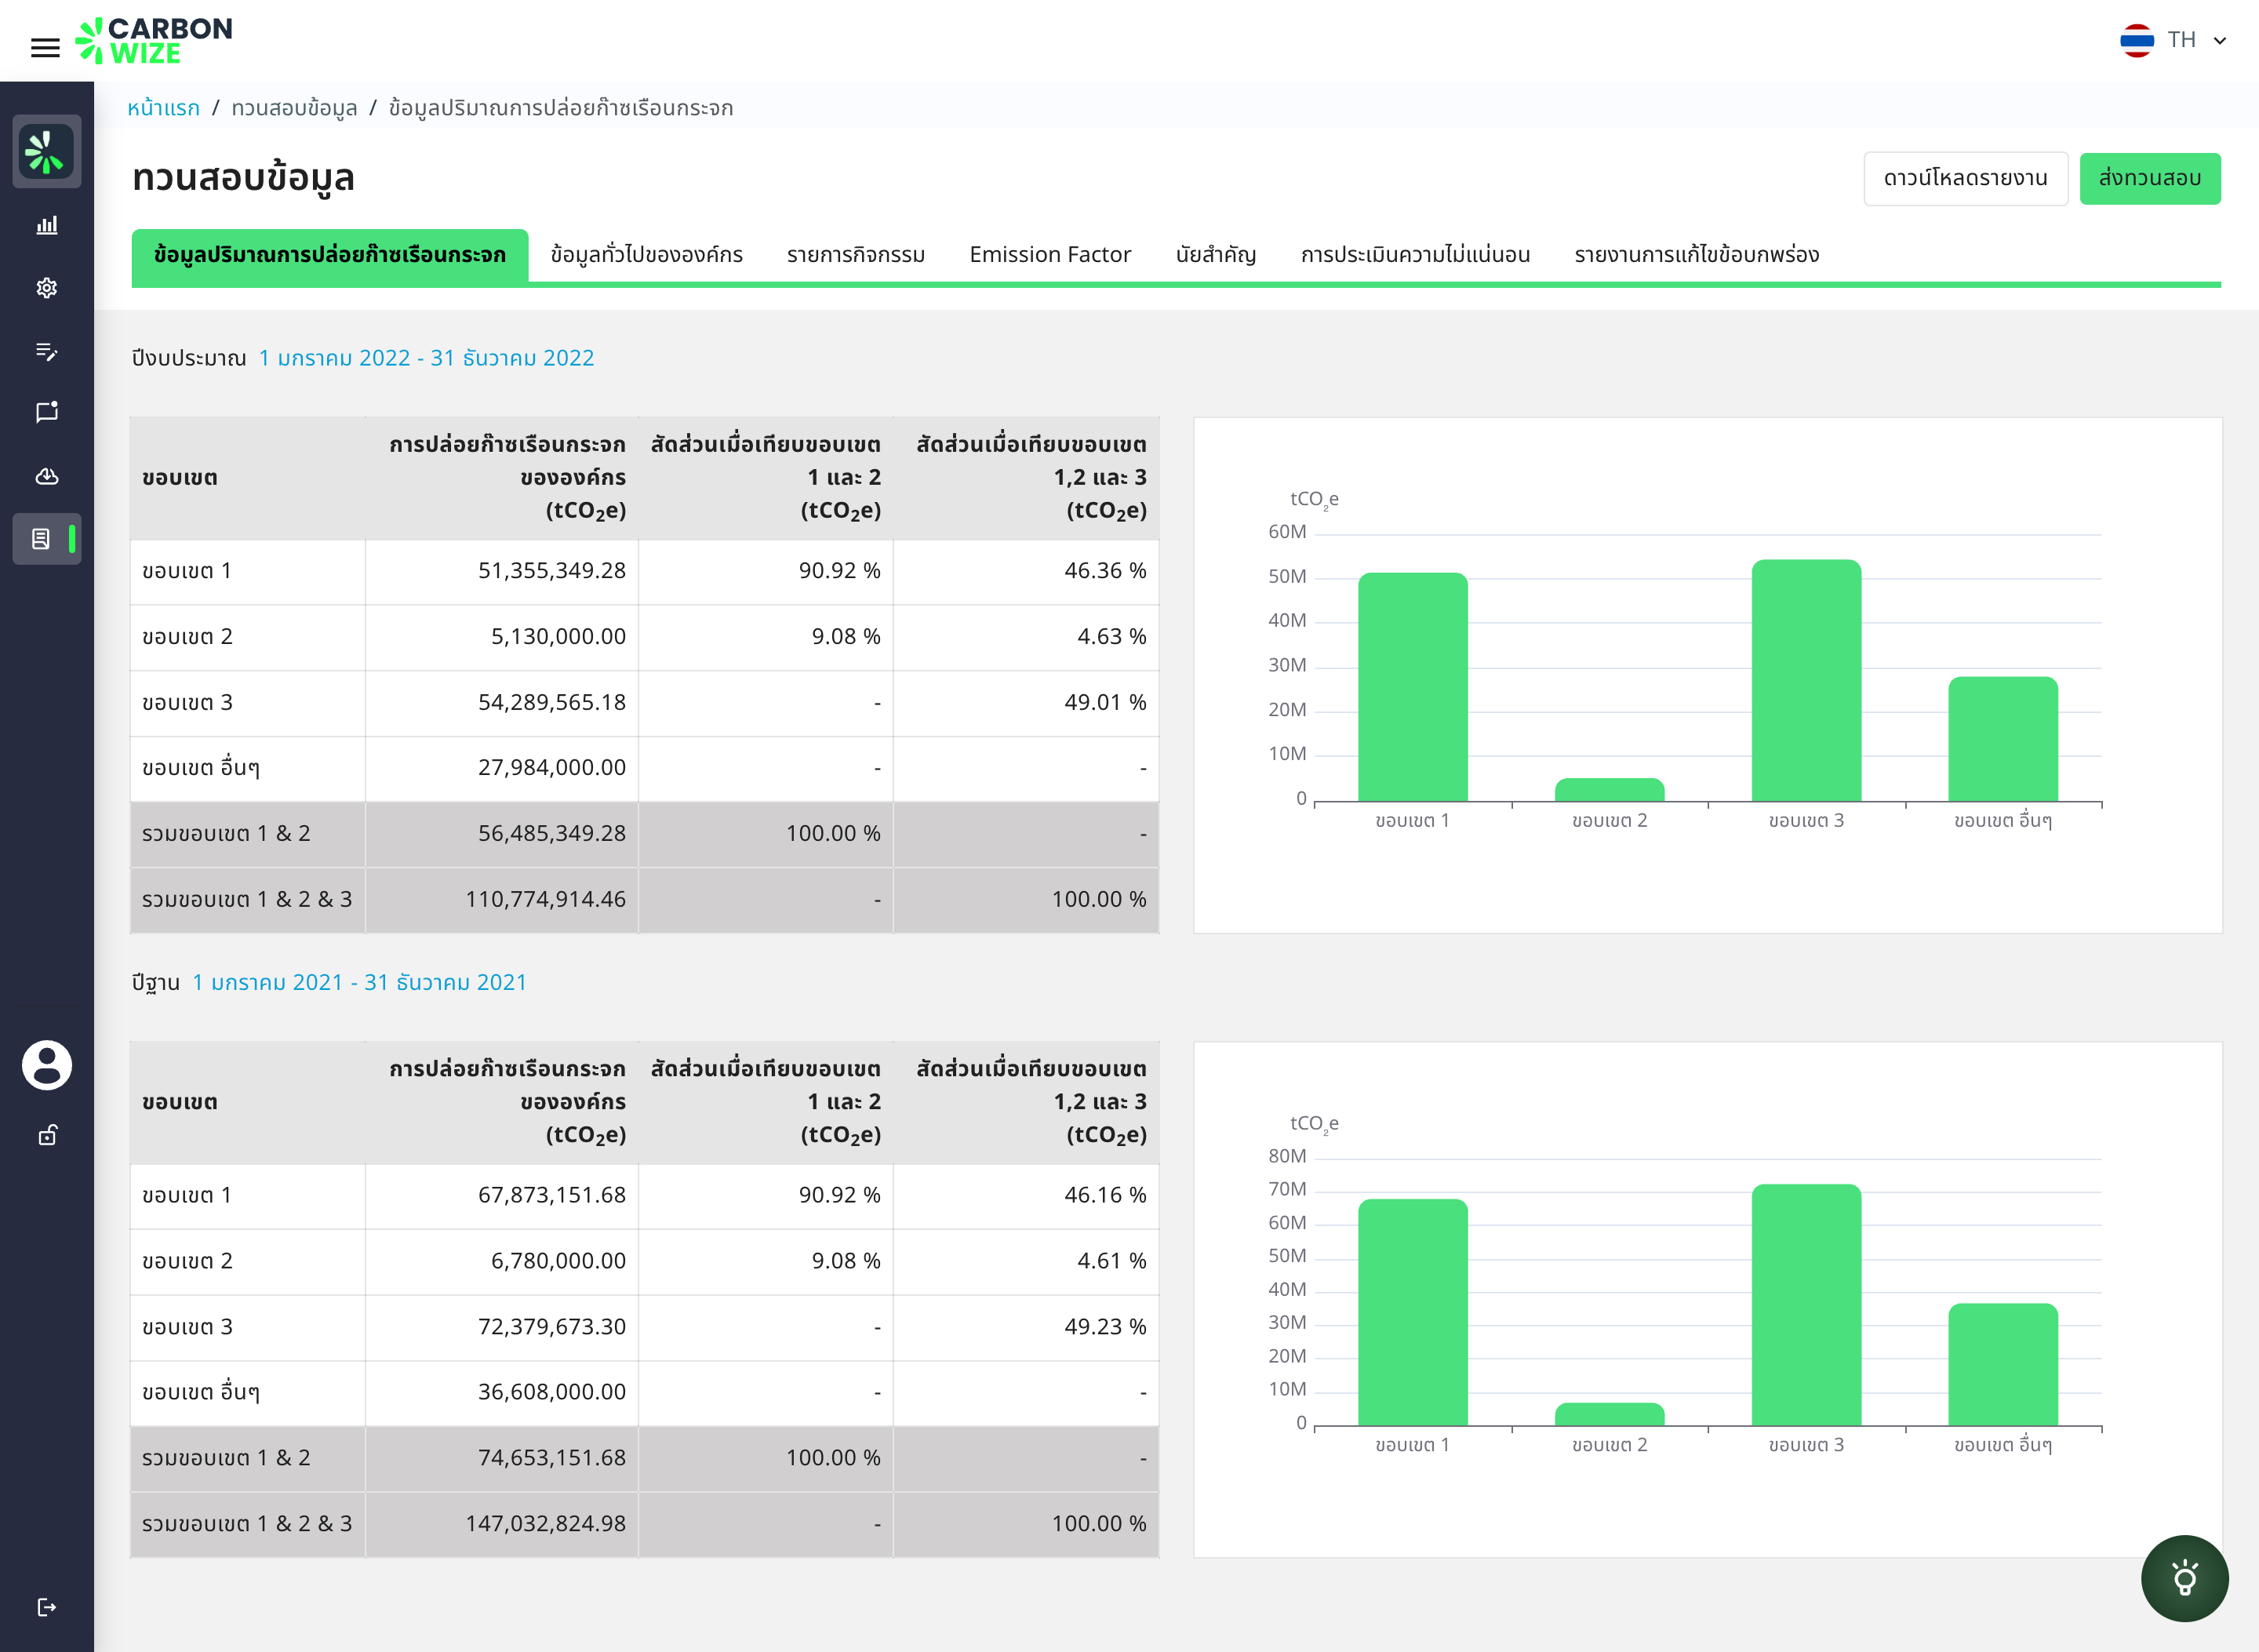 CARBON
WIZE
TH
หน้าแรก / ทวนสอบข้อมูล / ข้อมูลปริมาณการปล่อยก๊าซเรือนกระจก
ทวนสอบข้อมูล
ดาวน์โหลดรายงาน
ส่งทวนสอบ
ข้อมูลปริมาณการปล่อยก๊าซเรือนกระจก ข้อมูลทั่วไปขององค์กร รายการกิจกรรม Emission Factor นัยสำคัญ การประเมินความไม่แน่นอน รายงานการแก้ไขข้อบกพร่อง
ปีงบประมาณ 1 มกราคม 2022 - 31 ธันวาคม 2022
ขอบเขต
การปล่อยก๊าซเรือนกระจก
ขององค์กร
(tCO₂e)
สัดส่วนเมื่อเทียบขอบเขต
1 และ 2
(tCO₂e)
สัดส่วนเมื่อเทียบขอบเขต
1,2 และ 3
(tCO₂e)
ขอบเขต 1 51,355,349.28 90.92 % 46.36 %
ขอบเขต 2 5,130,000.00 9.08 % 4.63 %
ขอบเขต 3 54,289,565.18 - 49.01 %
ขอบเขต อื่นๆ 27,984,000.00 - -
รวมขอบเขต 1 & 2 56,485,349.28 100.00 % -
รวมขอบเขต 1 & 2 & 3 110,774,914.46 - 100.00 %
tCO₂e
60M
50M
40M
30M
20M
10M
0
ขอบเขต 1 ขอบเขต 2 ขอบเขต 3 ขอบเขต อื่นๆ
ปีฐาน 1 มกราคม 2021 - 31 ธันวาคม 2021
ขอบเขต
การปล่อยก๊าซเรือนกระจก
ขององค์กร
(tCO₂e)
สัดส่วนเมื่อเทียบขอบเขต
1 และ 2
(tCO₂e)
สัดส่วนเมื่อเทียบขอบเขต
1,2 และ 3
(tCO₂e)
ขอบเขต 1 67,873,151.68 90.92 % 46.16 %
ขอบเขต 2 6,780,000.00 9.08 % 4.61 %
ขอบเขต 3 72,379,673.30 - 49.23 %
ขอบเขต อื่นๆ 36,608,000.00 - -
รวมขอบเขต 1 & 2 74,653,151.68 100.00 % -
รวมขอบเขต 1 & 2 & 3 147,032,824.98 - 100.00 %
tCO₂e
80M
70M
60M
50M
40M
30M
20M
10M
0
ขอบเขต 1 ขอบเขต 2 ขอบเขต 3 ขอบเขต อื่นๆ